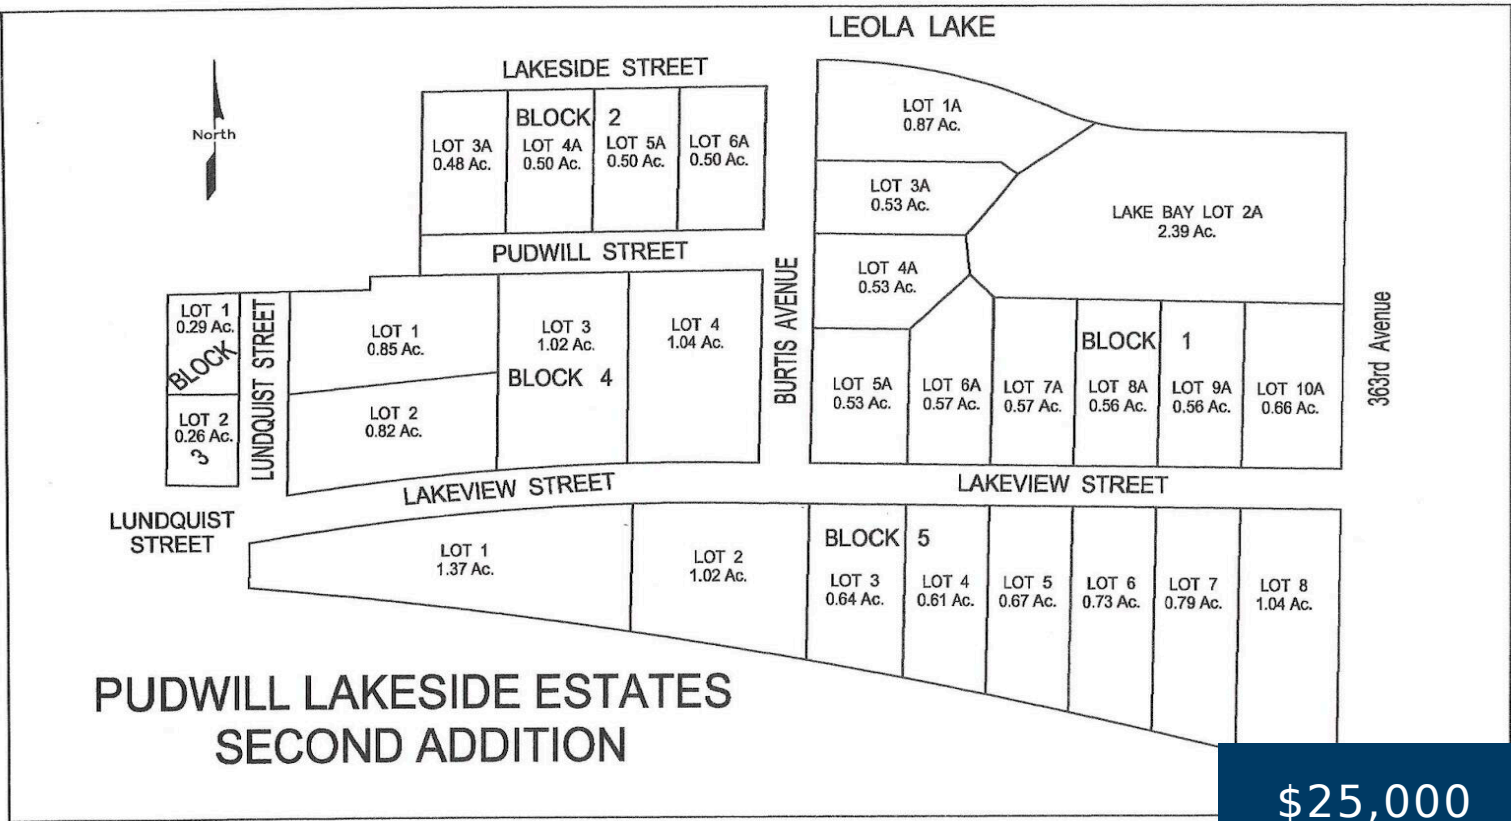 LEOLA LAKE
LAKESIDE STREET
North
BLOCK 2
LOT 3A
0.48 Ac.
LOT 4A
0.50 Ac.
LOT 5A
0.50 Ac.
LOT 6A
0.50 Ac.
LOT 1A
0.87 Ac.
LOT 3A
0.53 Ac.
LAKE BAY LOT 2A
2.39 Ac.
PUDWILL STREET
LOT 4A
0.53 Ac.
BURTIS AVENUE
363rd Avenue
LOT 1
0.29 Ac.
BLOCK
LOT 2
0.26 Ac.
3
LUNDQUIST STREET
LOT 1
0.85 Ac.
LOT 2
0.82 Ac.
LOT 3
1.02 Ac.
BLOCK 4
LOT 4
1.04 Ac.
BLOCK 1
LOT 5A
0.53 Ac.
LOT 6A
0.57 Ac.
LOT 7A
0.57 Ac.
LOT 8A
0.56 Ac.
LOT 9A
0.56 Ac.
LOT 10A
0.66 Ac.
LAKEVIEW STREET
LAKEVIEW STREET
LUNDQUIST
STREET
LOT 1
1.37 Ac.
LOT 2
1.02 Ac.
BLOCK 5
LOT 3
0.64 Ac.
LOT 4
0.61 Ac.
LOT 5
0.67 Ac.
LOT 6
0.73 Ac.
LOT 7
0.79 Ac.
LOT 8
1.04 Ac.
PUDWILL LAKESIDE ESTATES
SECOND ADDITION
$25,000